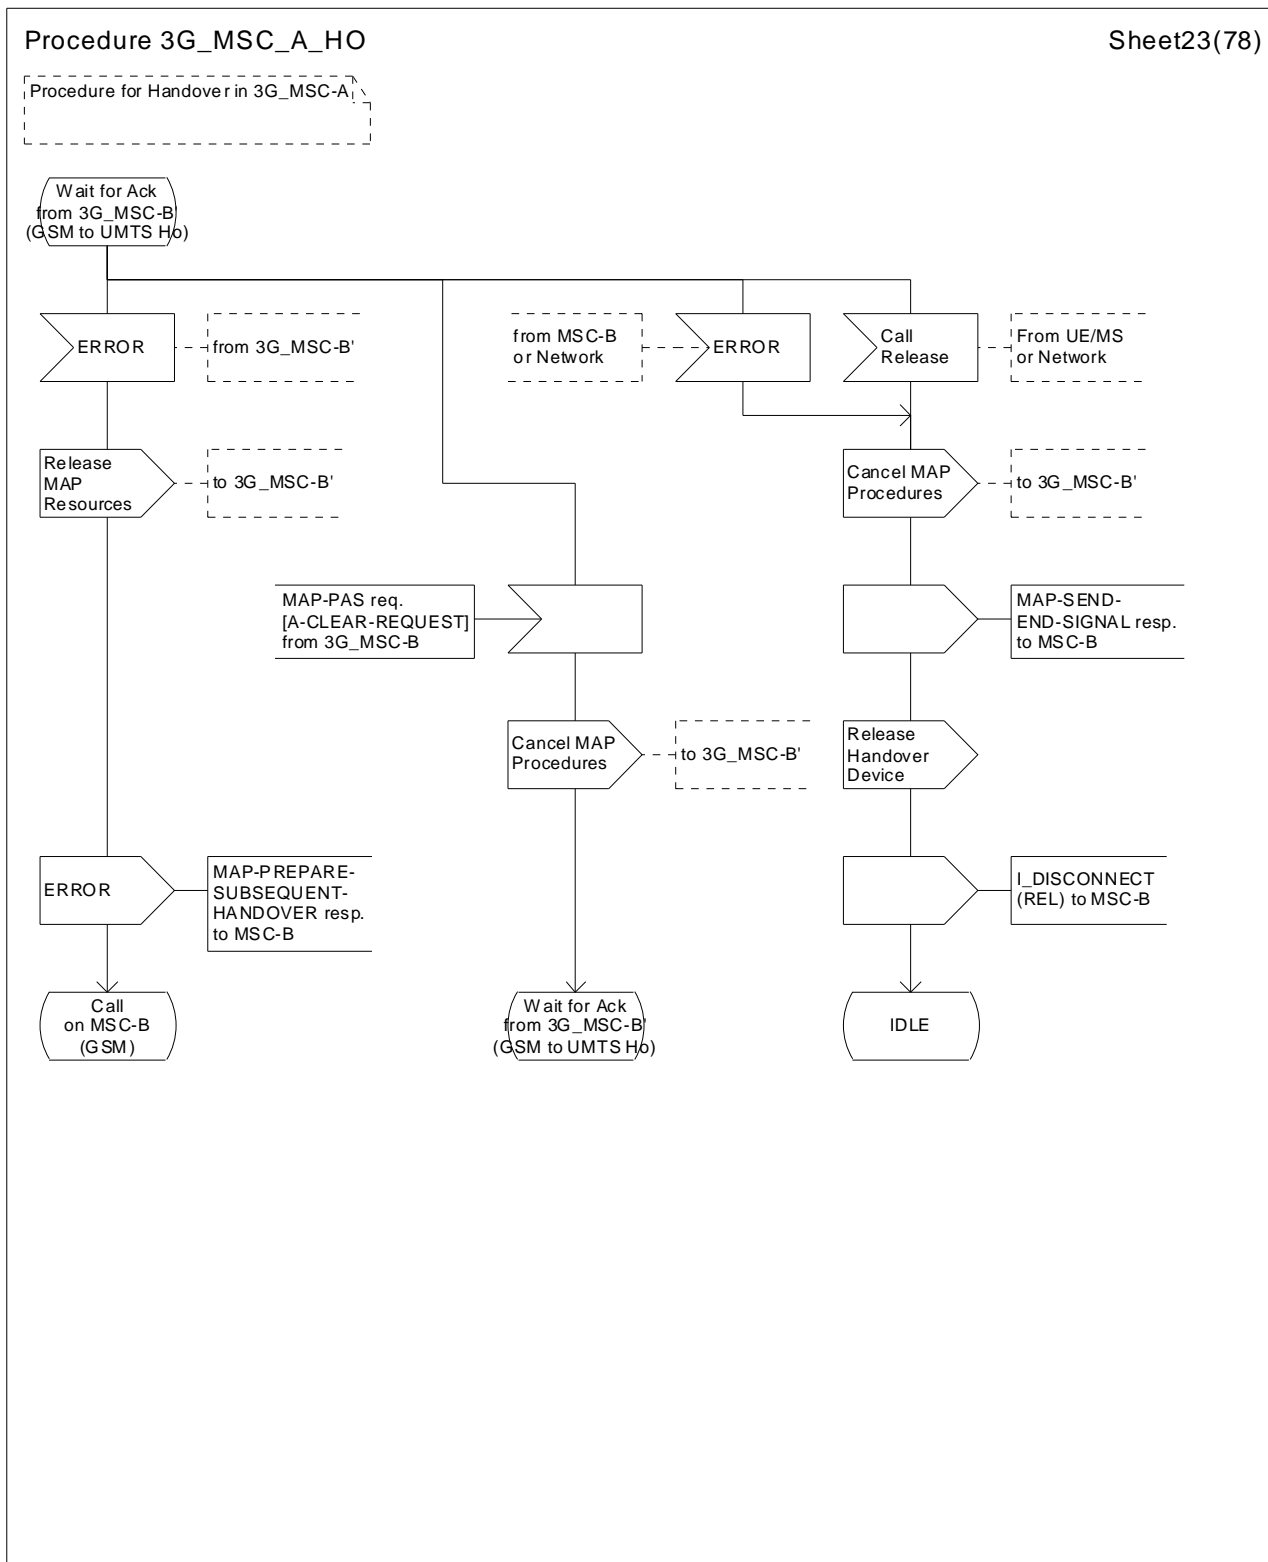 Procedure 3G_MSC_A_HO
Sheet23(78)
Procedure for Handover in 3G_MSC-A
Wait for Ack
from 3G_MSC-B'
(GSM to UMTS Ho)
ERROR
from 3G_MSC-B'
from MSC-B
or Network
ERROR
Call
Release
From UE/MS
or Network
Release
MAP
Resources
to 3G_MSC-B'
Cancel MAP
Procedures
to 3G_MSC-B'
MAP-PAS req.
[A-CLEAR-REQUEST]
from 3G_MSC-B
MAP-SEND-
END-SIGNAL resp.
to MSC-B
Cancel MAP
Procedures
to 3G_MSC-B'
Release
Handover
Device
ERROR
MAP-PREPARE-
SUBSEQUENT-
HANDOVER resp.
to MSC-B
I_DISCONNECT
(REL) to MSC-B
Call
on MSC-B
(GSM)
Wait for Ack
from 3G_MSC-B'
(GSM to UMTS Ho)
IDLE